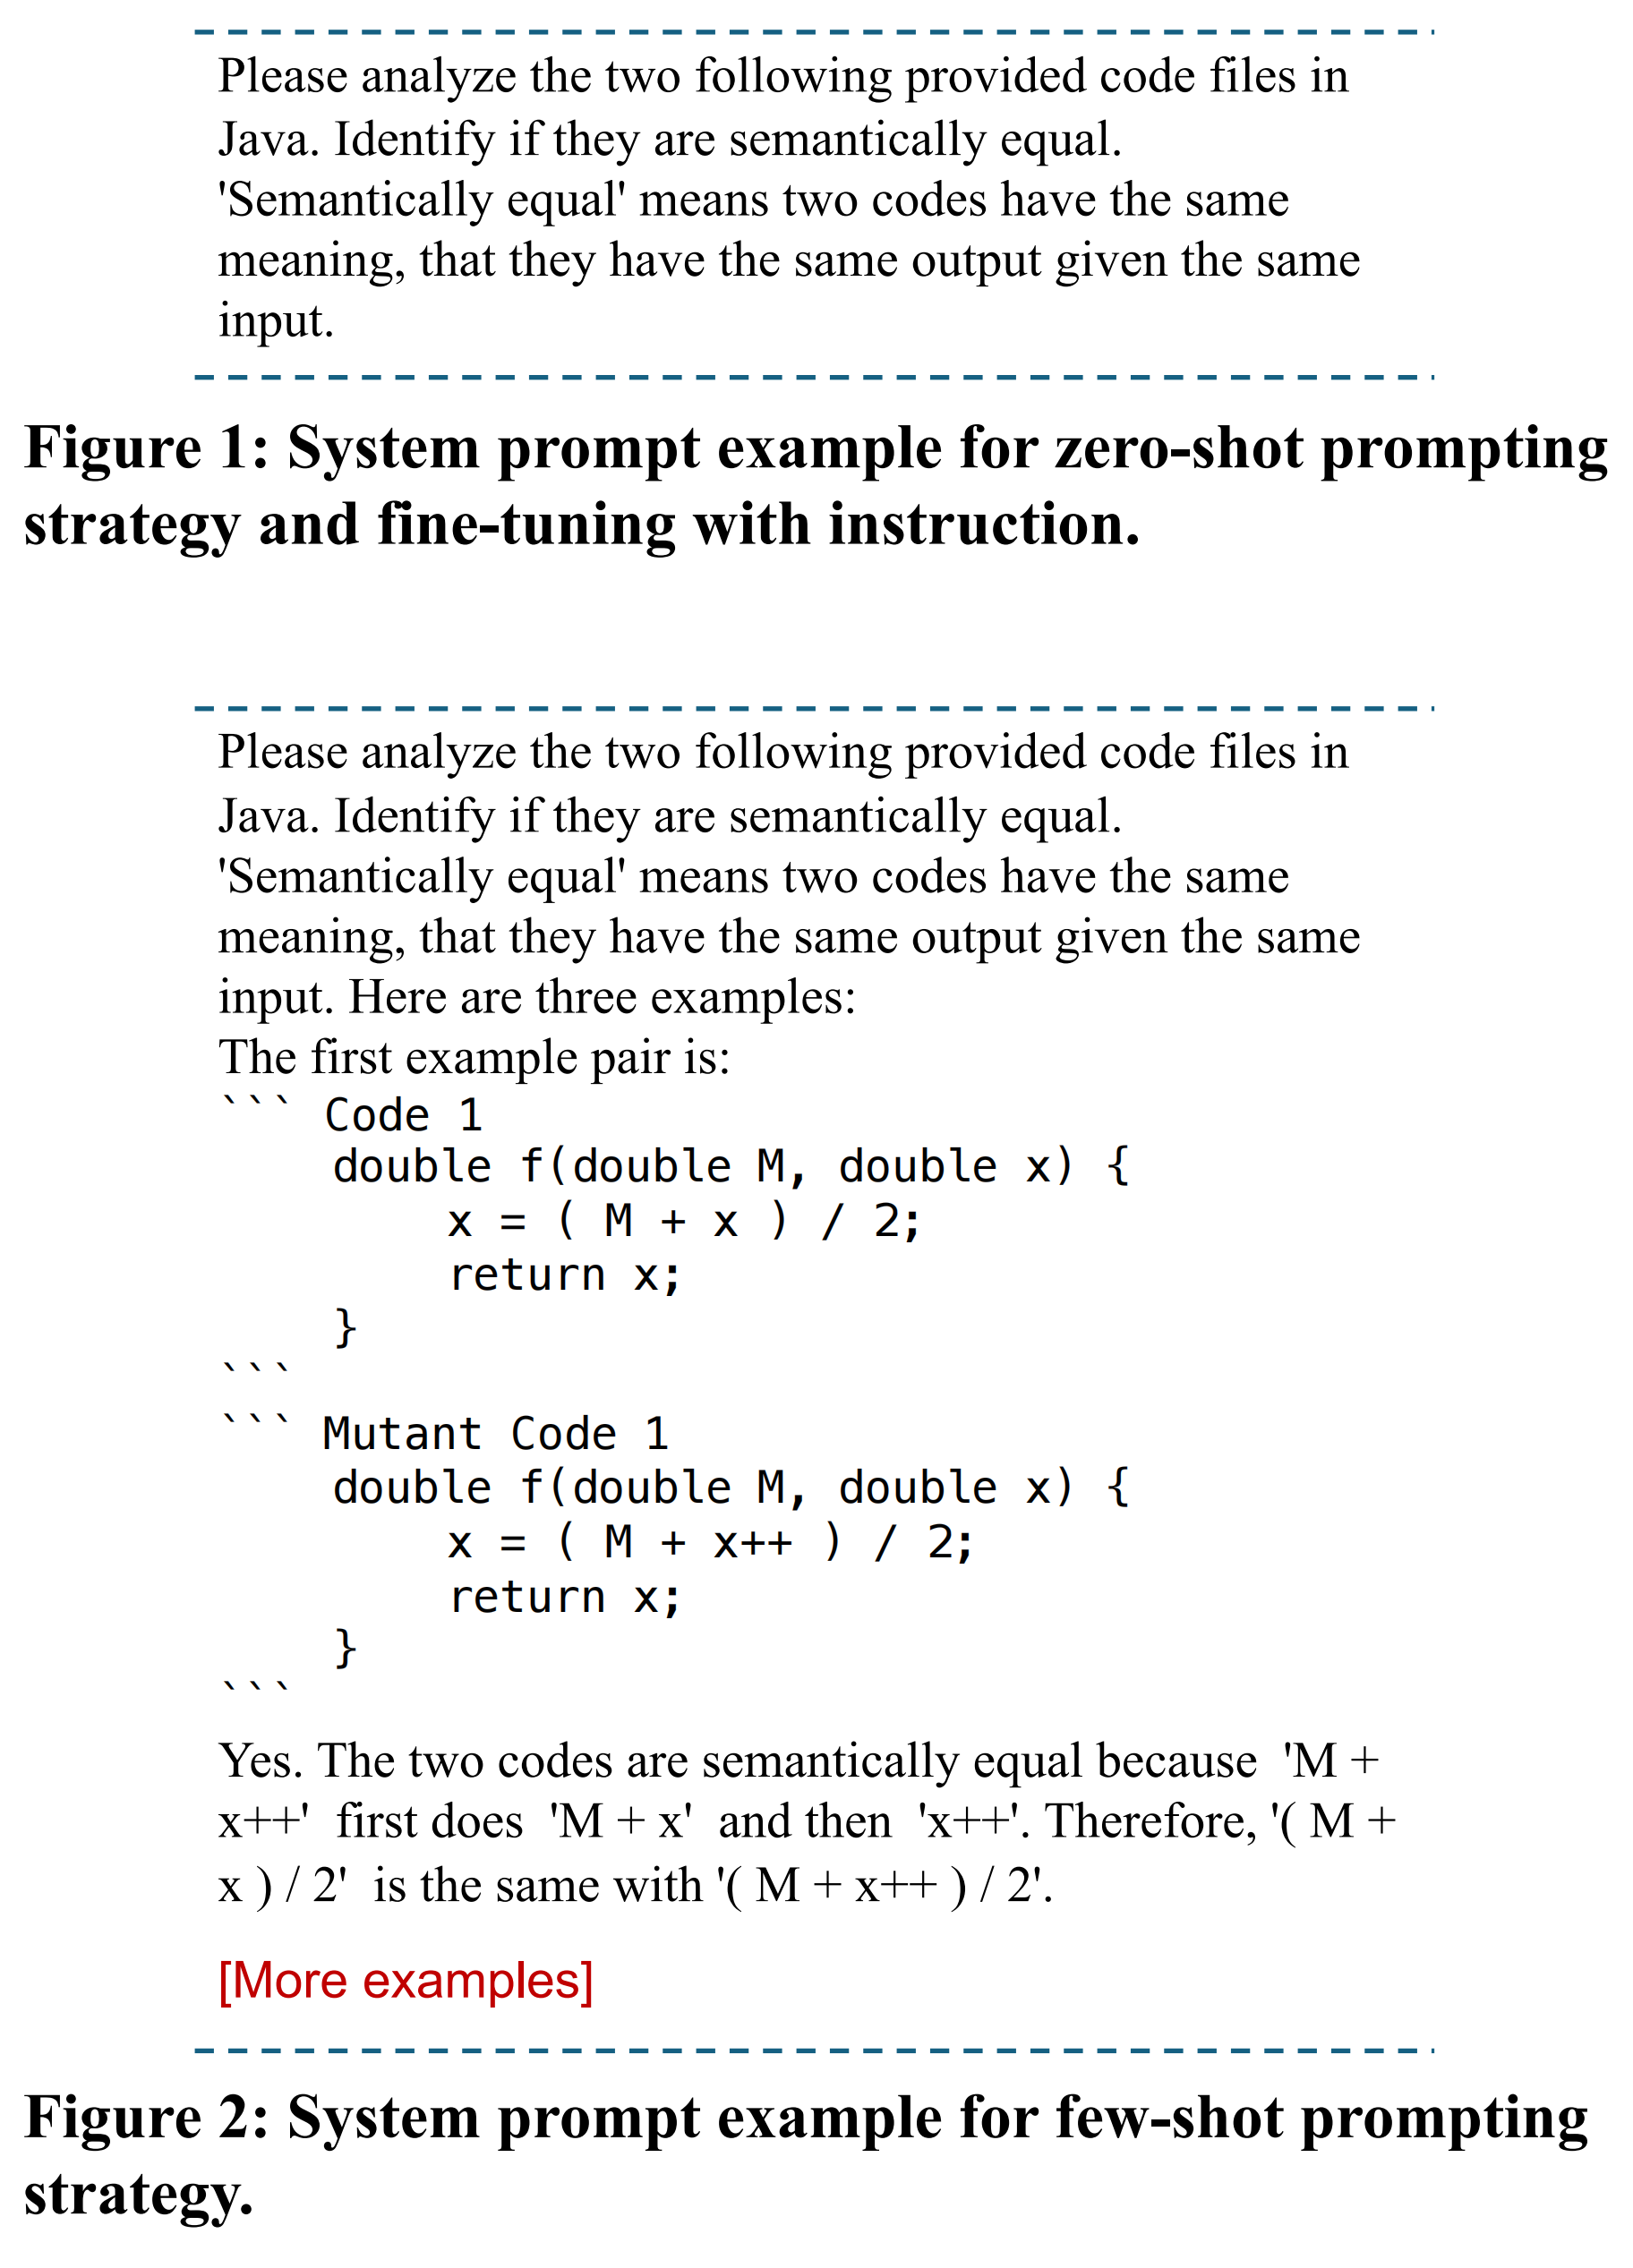 Please analyze the two following provided code files in
Java. Identify if they are semantically equal.
'Semantically equal' means two codes have the same
meaning, that they have the same output given the same
input.
Figure 1: System prompt example for zero-shot prompting
strategy and fine-tuning with instruction.
Please analyze the two following provided code files in
Java. Identify if they are semantically equal.
'Semantically equal' means two codes have the same
meaning, that they have the same output given the same
input. Here are three examples:
The first example pair is:
``` Code 1
double f(double M, double x) {
x = ( M + x ) / 2;
return x;
}
```
``` Mutant Code 1
double f(double M, double x) {
x = ( M + x++ ) / 2;
return x;
}
```
Yes. The two codes are semantically equal because 'M +
x++' first does 'M + x' and then 'x++'. Therefore, '( M +
x ) / 2' is the same with '( M + x++ ) / 2'.
[More examples]
Figure 2: System prompt example for few-shot prompting
strategy.